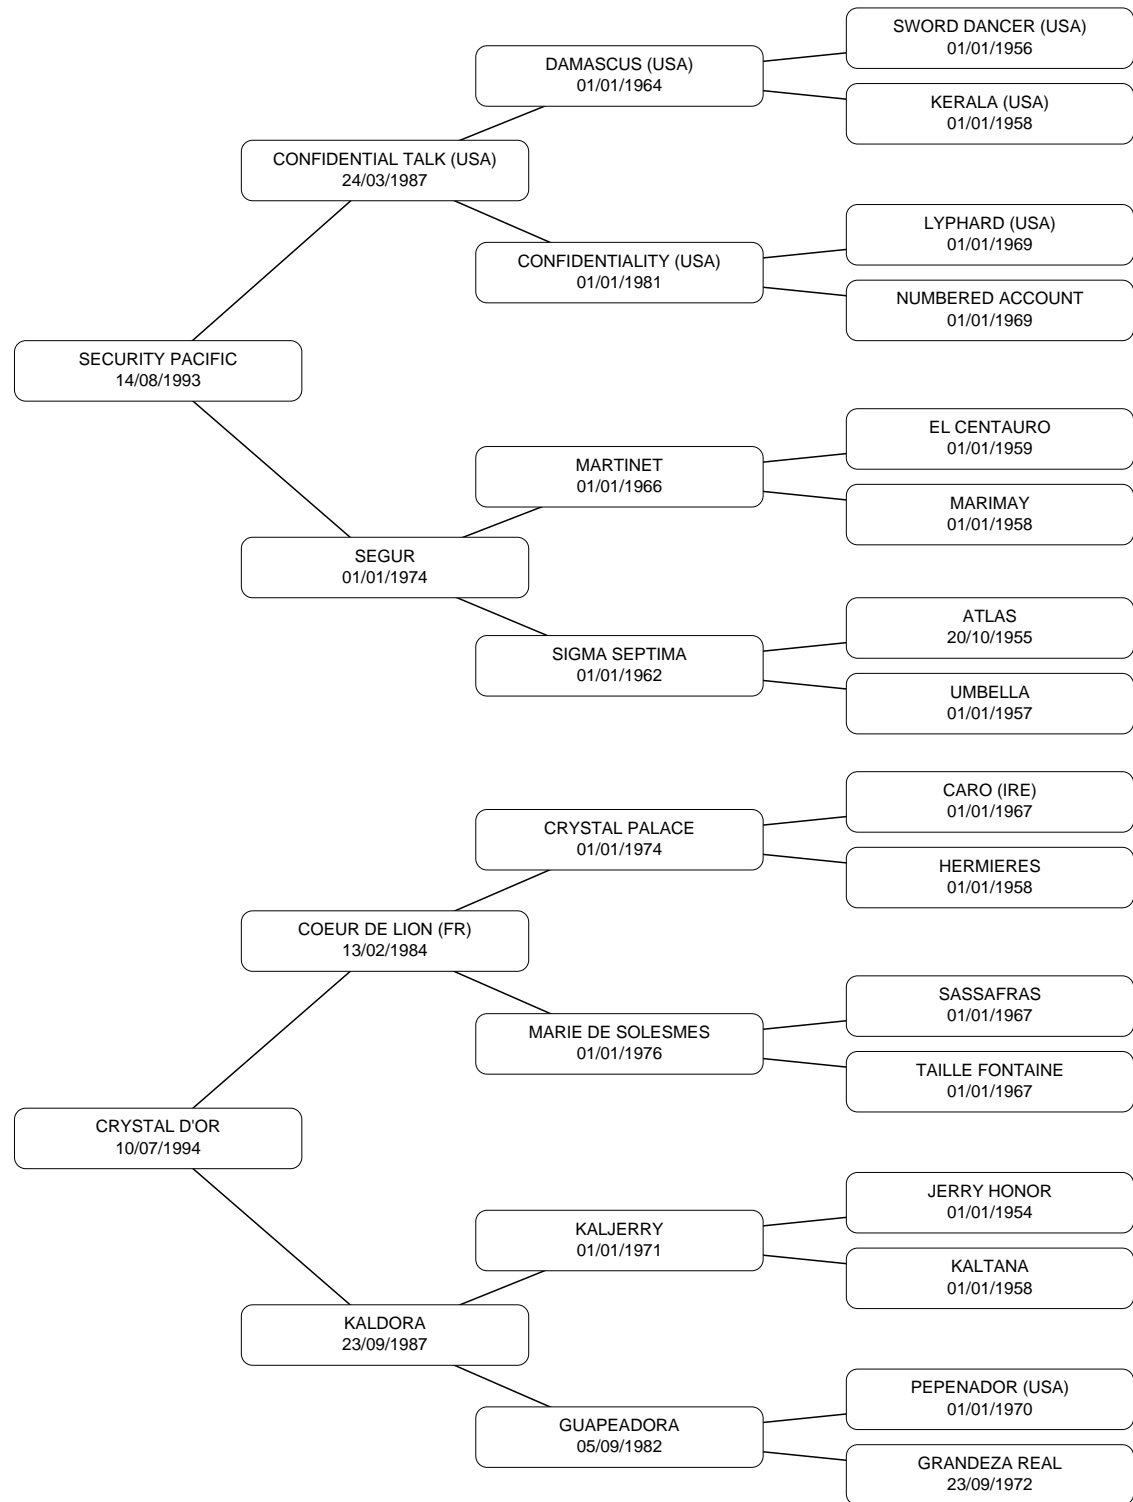 SWORD DANCER (USA)
01/01/1956
DAMASCUS (USA)
01/01/1964
KERALA (USA)
01/01/1958
CONFIDENTIAL TALK (USA)
24/03/1987
LYPHARD (USA)
01/01/1969
CONFIDENTIALITY (USA)
01/01/1981
NUMBERED ACCOUNT
01/01/1969
SECURITY PACIFIC
14/08/1993
EL CENTAURO
01/01/1959
MARTINET
01/01/1966
MARIMAY
01/01/1958
SEGUR
01/01/1974
ATLAS
20/10/1955
SIGMA SEPTIMA
01/01/1962
UMBELLA
01/01/1957
CARO (IRE)
01/01/1967
CRYSTAL PALACE
01/01/1974
HERMIERES
01/01/1958
COEUR DE LION (FR)
13/02/1984
SASSAFRAS
01/01/1967
MARIE DE SOLESMES
01/01/1976
TAILLE FONTAINE
01/01/1967
CRYSTAL D'OR
10/07/1994
JERRY HONOR
01/01/1954
KALJERRY
01/01/1971
KALTANA
01/01/1958
KALDORA
23/09/1987
PEPENADOR (USA)
01/01/1970
GUAPEADORA
05/09/1982
GRANDEZA REAL
23/09/1972